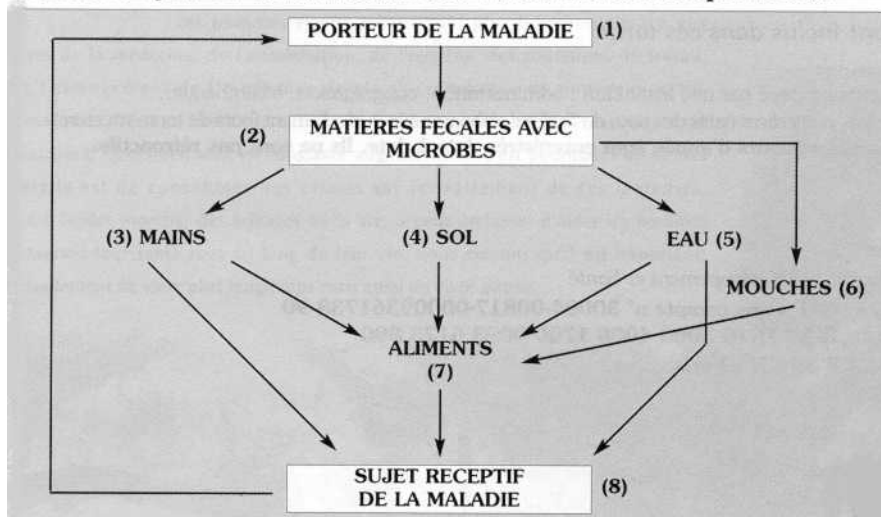 PORTEUR DE LA MALADIE (1)
(2) MATIERES FECALES AVEC
MICROBES
(3) MAINS (4) SOL EAU (5)
MOUCHES (6)
ALIMENTS
(7)
SUJET RECEPTIF
DE LA MALADIE (8)